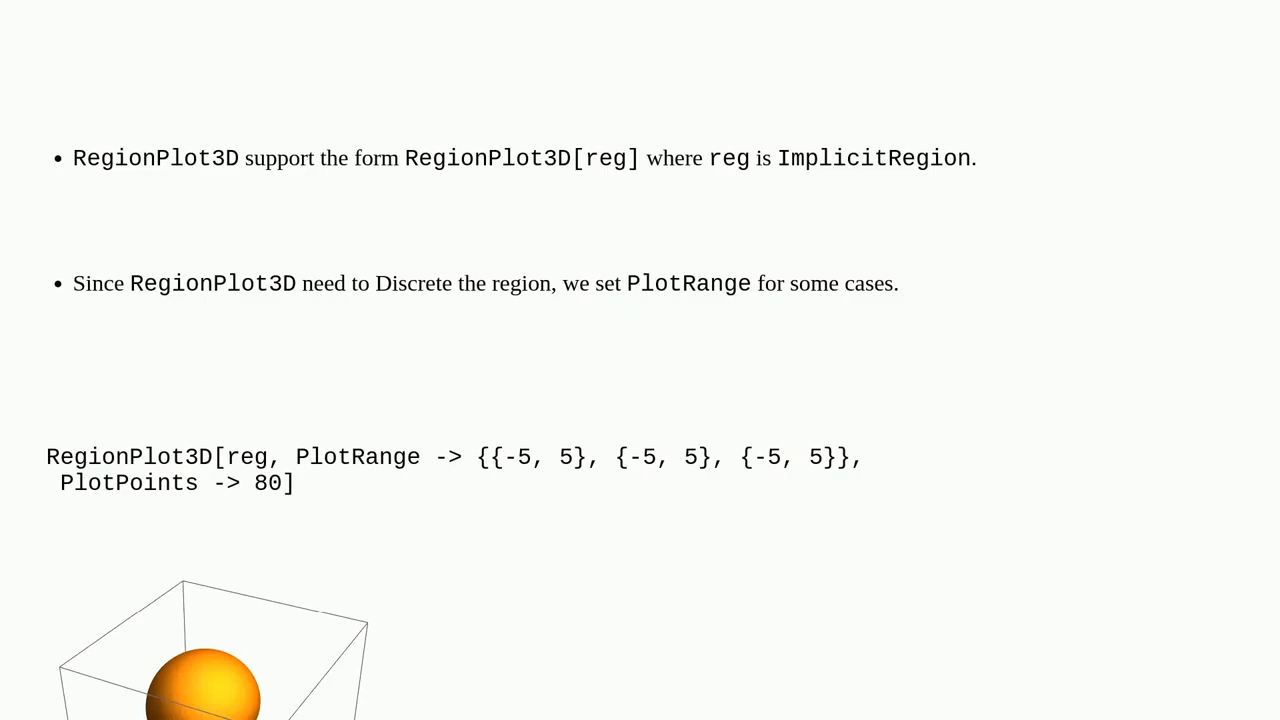 • RegionPlot3D support the form RegionPlot3D[reg] where reg is ImplicitRegion.
• Since RegionPlot3D need to Discrete the region, we set PlotRange for some cases.
RegionPlot3D[reg, PlotRange -> {{-5, 5}, {-5, 5}, {-5, 5}},
 PlotPoints -> 80]